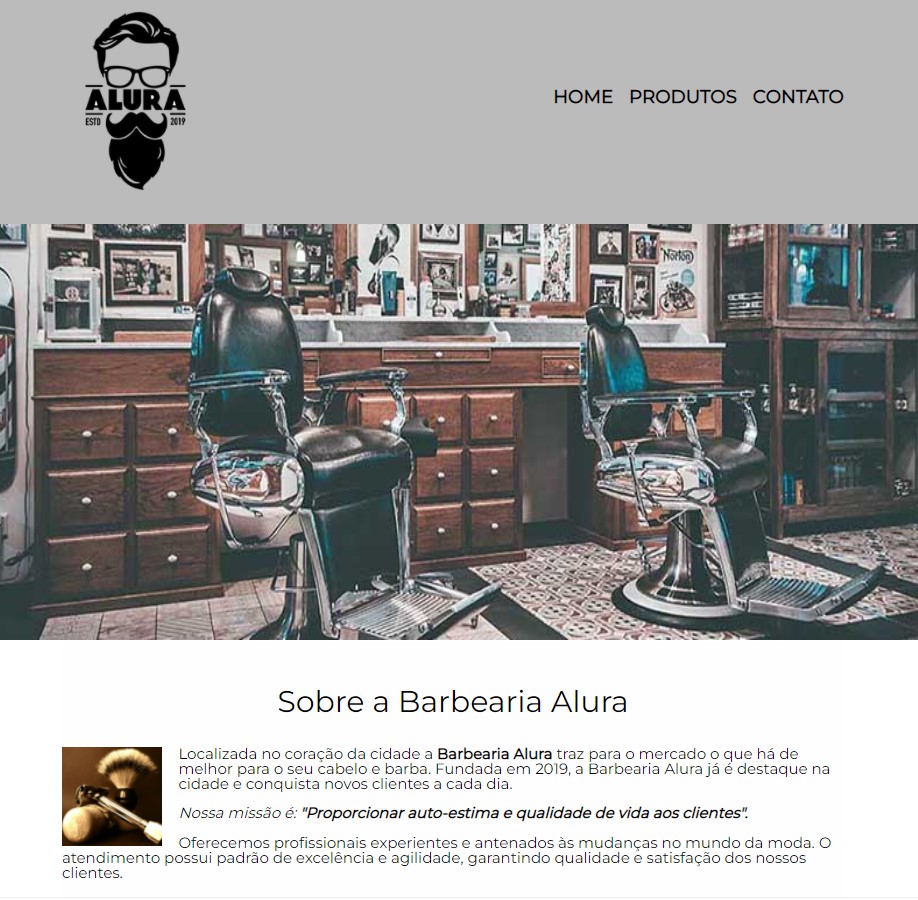 ALURA
ESTD 2019
HOME PRODUTOS CONTATO
Norton
Sobre a Barbearia Alura
Localizada no coração da cidade a Barbearia Alura traz para o mercado o que há de
melhor para o seu cabelo e barba. Fundada em 2019, a Barbearia Alura já é destaque na
cidade e conquista novos clientes a cada dia.
Nossa missão é: "Proporcionar auto-estima e qualidade de vida aos clientes".
Oferecemos profissionais experientes e antenados às mudanças no mundo da moda. O
atendimento possui padrão de excelência e agilidade, garantindo qualidade e satisfação dos nossos
clientes.